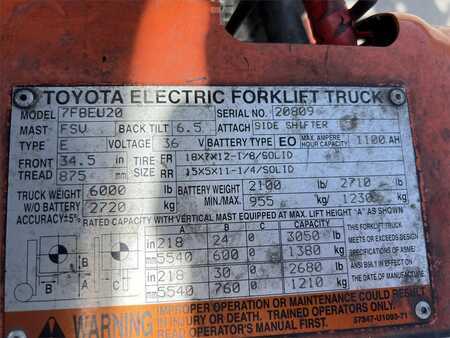 TOYOTA ELECTRIC FORKLIFT TRUCK
MODEL 7FBEU20 SERIAL NO. 20809
MAST FSV BACK TILT 6.5 ATTACH SIDE SHIFTER
TYPE E VOLTAGE 36 V BATTERY TYPE EO MAX. AMPERE HOUR CAPACITY 1100 AH
FRONT TREAD 34.5 in TIRE SIZE FR 18X7X12-1/8/SOLID
875 mm RR 15X5X11-1/4/SOLID
TRUCK WEIGHT W/O BATTERY ACCURACY±5% 6000 lb BATTERY WEIGHT 2100 lb 2710 lb
2720 kg MIN./MAX. 955 kg 1230 kg
RATED CAPACITY WITH VERTICAL MAST EQUIPPED AT MAX. LIFT HEIGHT "A" AS SHOWN
A B C CAPACITY
in 218 24 0 3050 lb
mm 5540 600 0 1380 kg
in 218 30 0 2680 lb
mm 5540 760 0 1210 kg
THIS FORKLIFT TRUCK
MEETS OR EXCEEDS DESIGN
SPECIFICATIONS OF ASME/
ANSI B56.1 IN EFFECT ON
THE DATE OF MANUFACTURE.
WARNING
IMPROPER OPERATION OR MAINTENANCE COULD RESULT
IN INJURY OR DEATH. TRAINED OPERATORS ONLY.
READ OPERATOR'S MANUAL FIRST.
57347-U1093-71